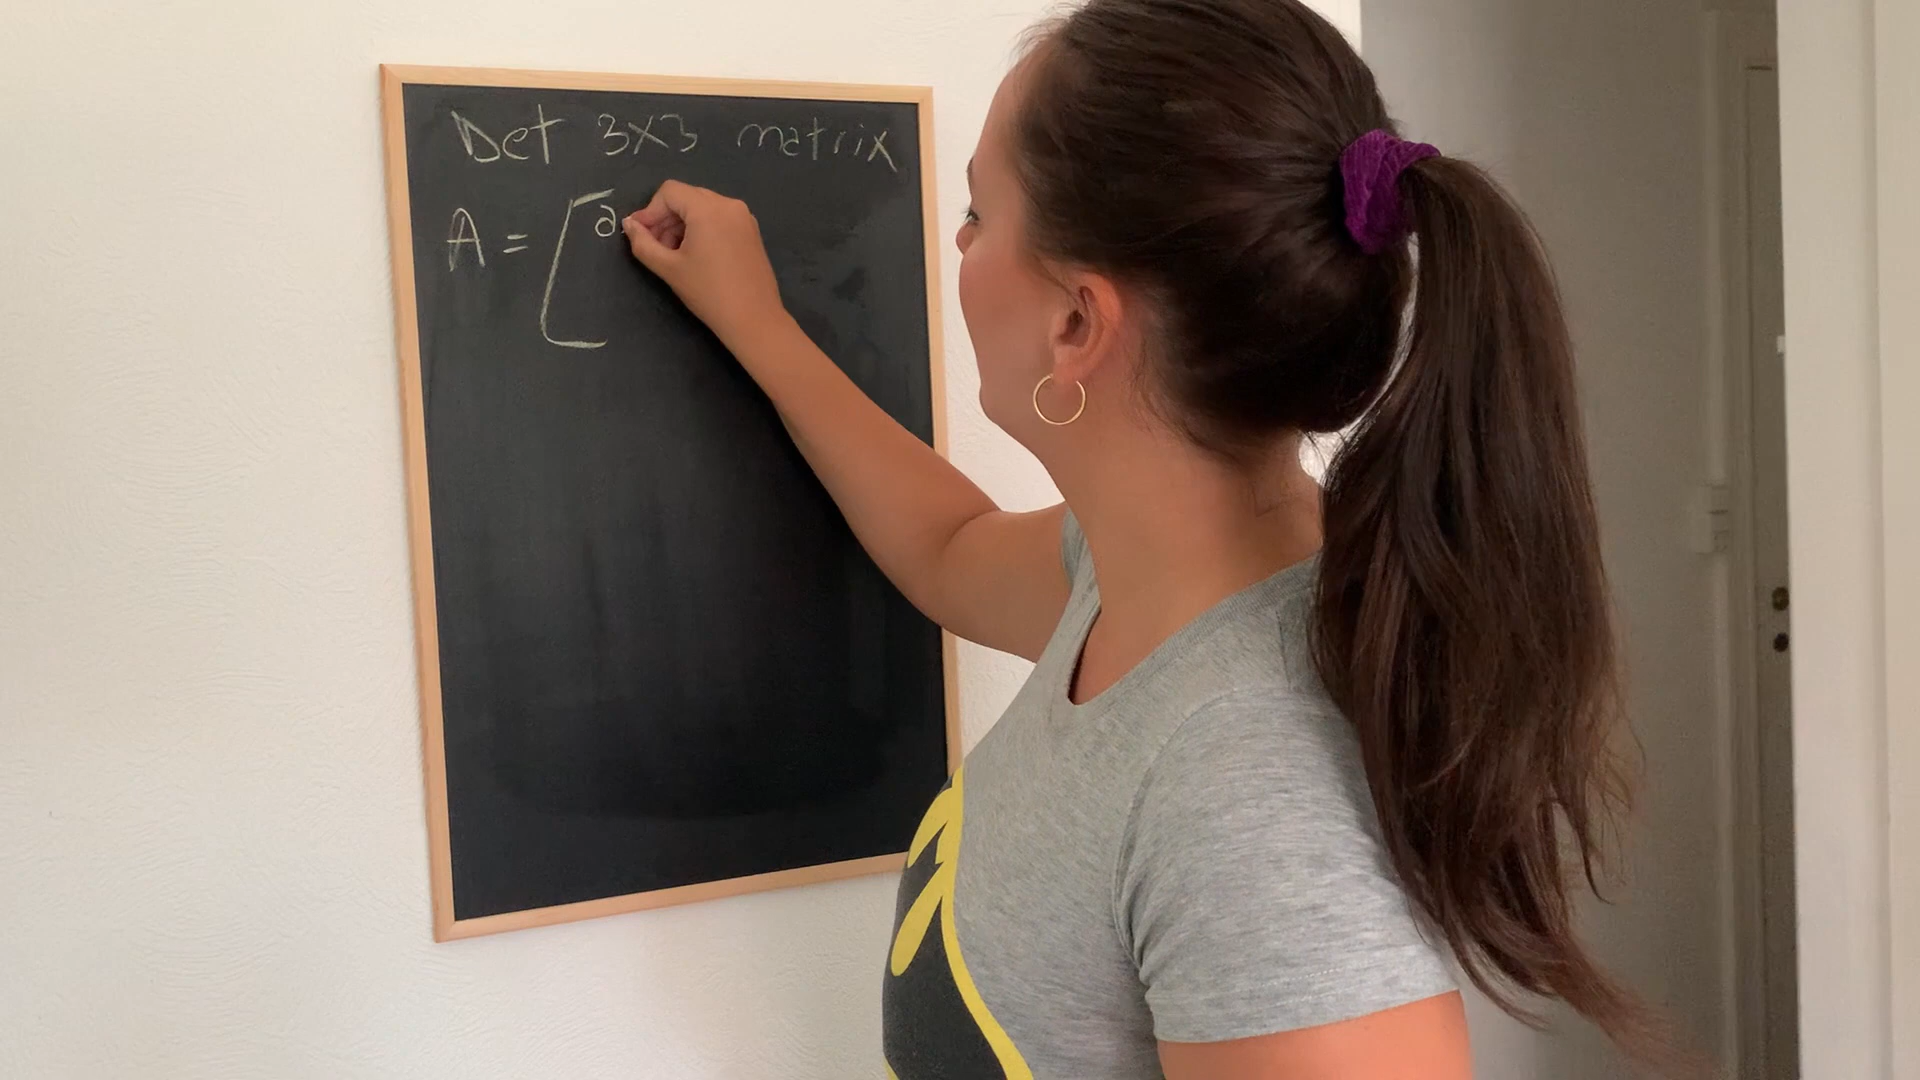 Det 3x3 matrix
A = [a